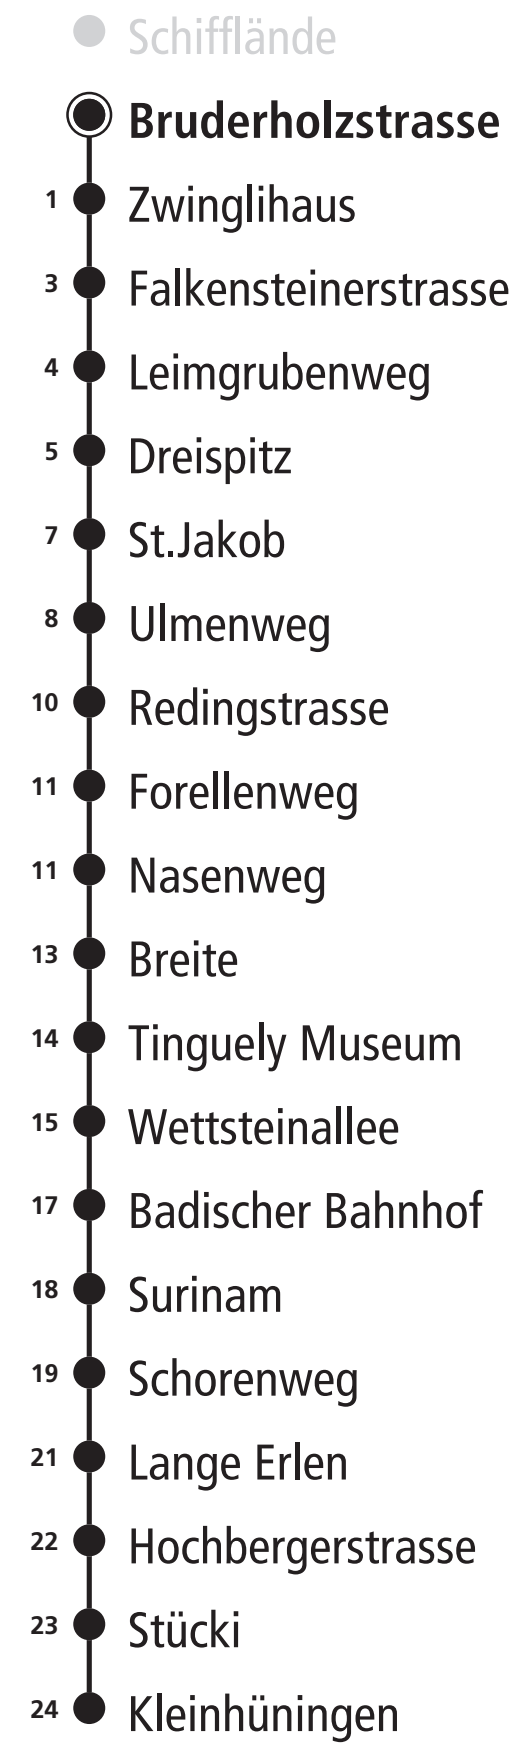 Schifflände
Bruderholzstrasse
1 Zwinglihaus
3 Falkensteinerstrasse
4 Leimgrubenweg
5 Dreispitz
7 St.Jakob
8 Ulmenweg
10 Redingstrasse
11 Forellenweg
11 Nasenweg
13 Breite
14 Tinguely Museum
15 Wettsteinallee
17 Badischer Bahnhof
18 Surinam
19 Schorenweg
21 Lange Erlen
22 Hochbergerstrasse
23 Stücki
24 Kleinhüningen